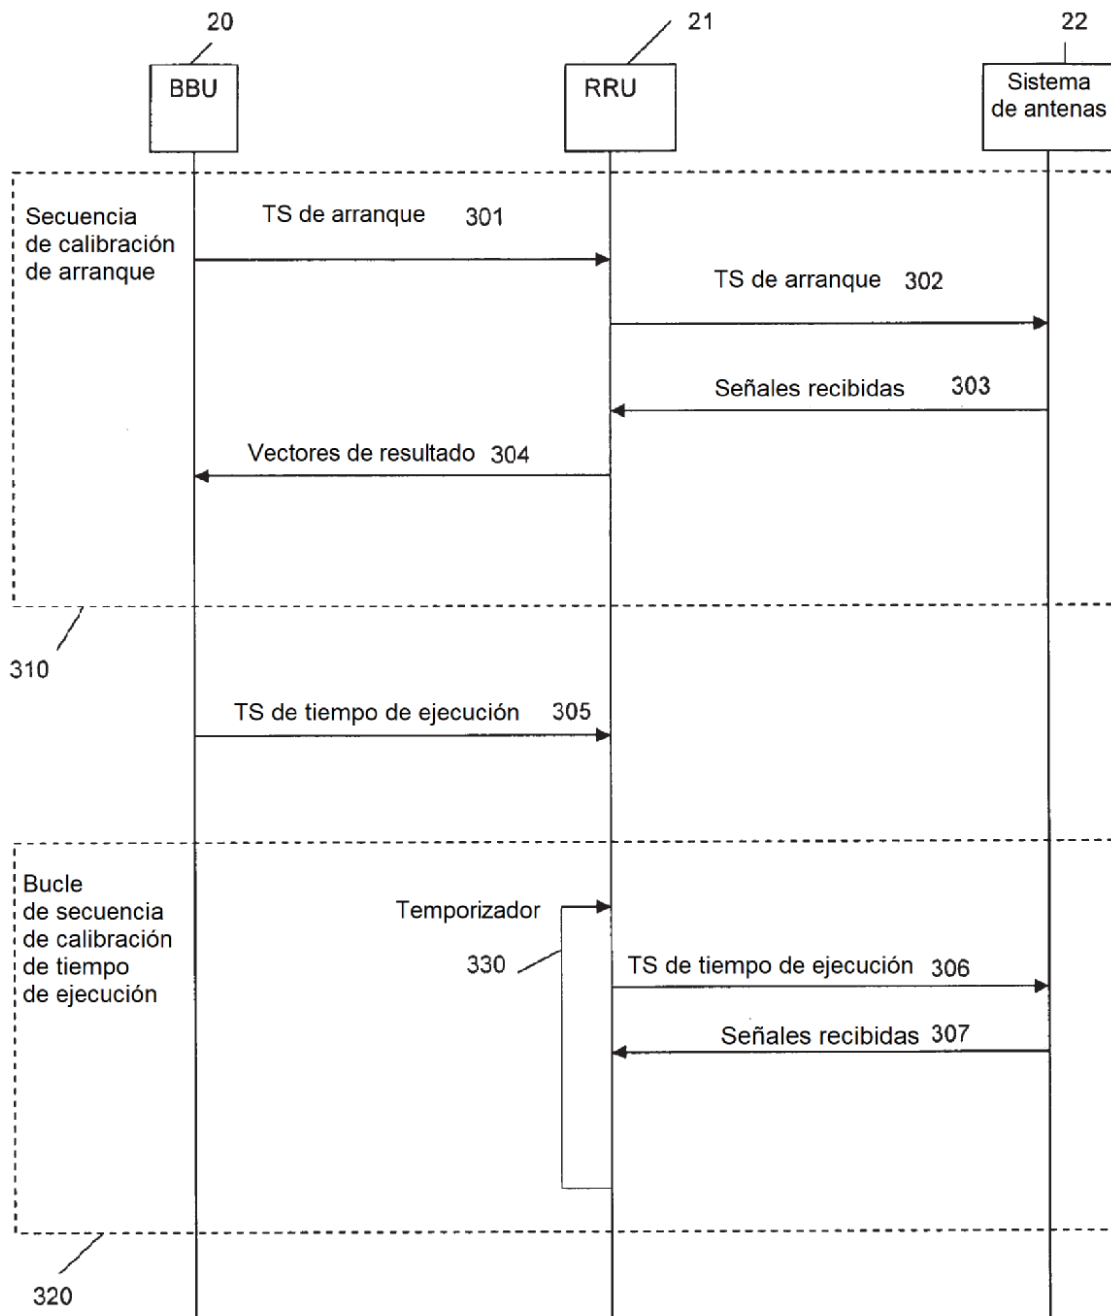 20
21
22
BBU
RRU
Sistema
de antenas
Secuencia
de calibración
de arranque
TS de arranque 301
TS de arranque 302
Señales recibidas 303
Vectores de resultado 304
310
TS de tiempo de ejecución 305
Bucle
de secuencia
de calibración
de tiempo
de ejecución
Temporizador
330
TS de tiempo de ejecución 306
Señales recibidas 307
320